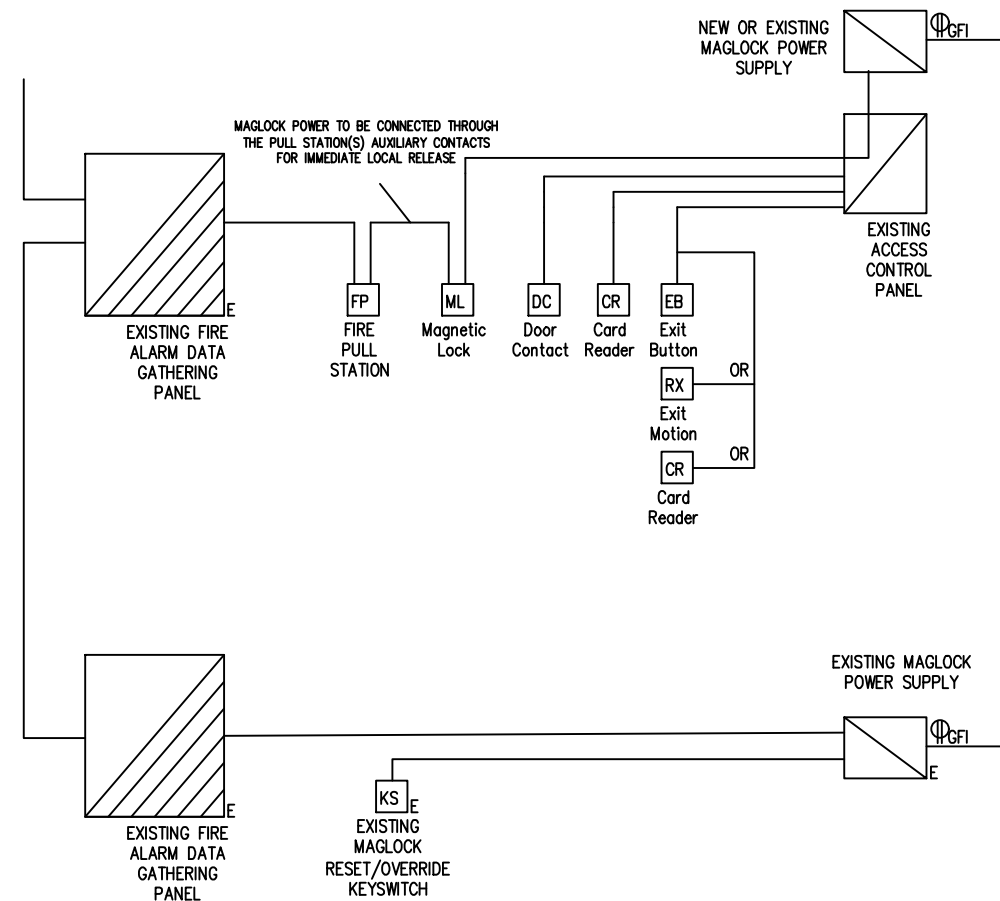 NEW OR EXISTING
MAGLOCK POWER
SUPPLY
GFI
MAGLOCK POWER TO BE CONNECTED THROUGH
THE PULL STATION(S) AUXILIARY CONTACTS
FOR IMMEDIATE LOCAL RELEASE
EXISTING
ACCESS
CONTROL
PANEL
E
EXISTING FIRE
ALARM DATA
GATHERING
PANEL
FP
FIRE
PULL
STATION
ML
Magnetic
Lock
DC
Door
Contact
CR
Card
Reader
EB
Exit
Button
OR
RX
Exit
Motion
OR
CR
Card
Reader
EXISTING MAGLOCK
POWER SUPPLY
GFI
E
E
EXISTING FIRE
ALARM DATA
GATHERING
PANEL
KS
E
EXISTING
MAGLOCK
RESET/OVERRIDE
KEYSWITCH